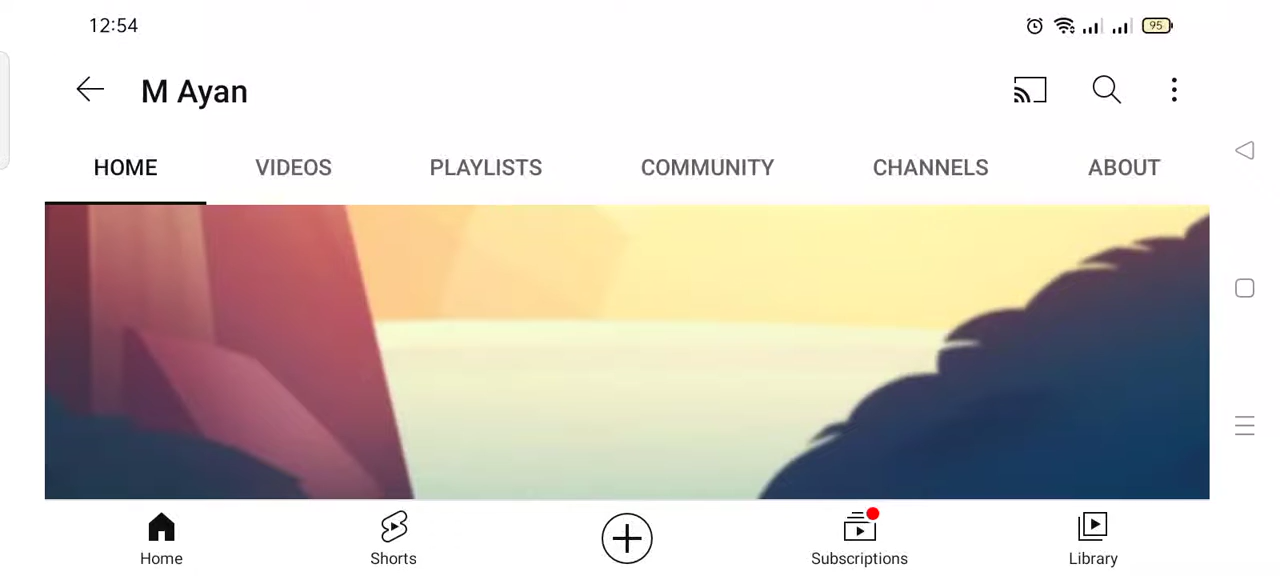 12:54
95
M Ayan
HOME VIDEOS PLAYLISTS COMMUNITY CHANNELS ABOUT
Home Shorts Subscriptions Library